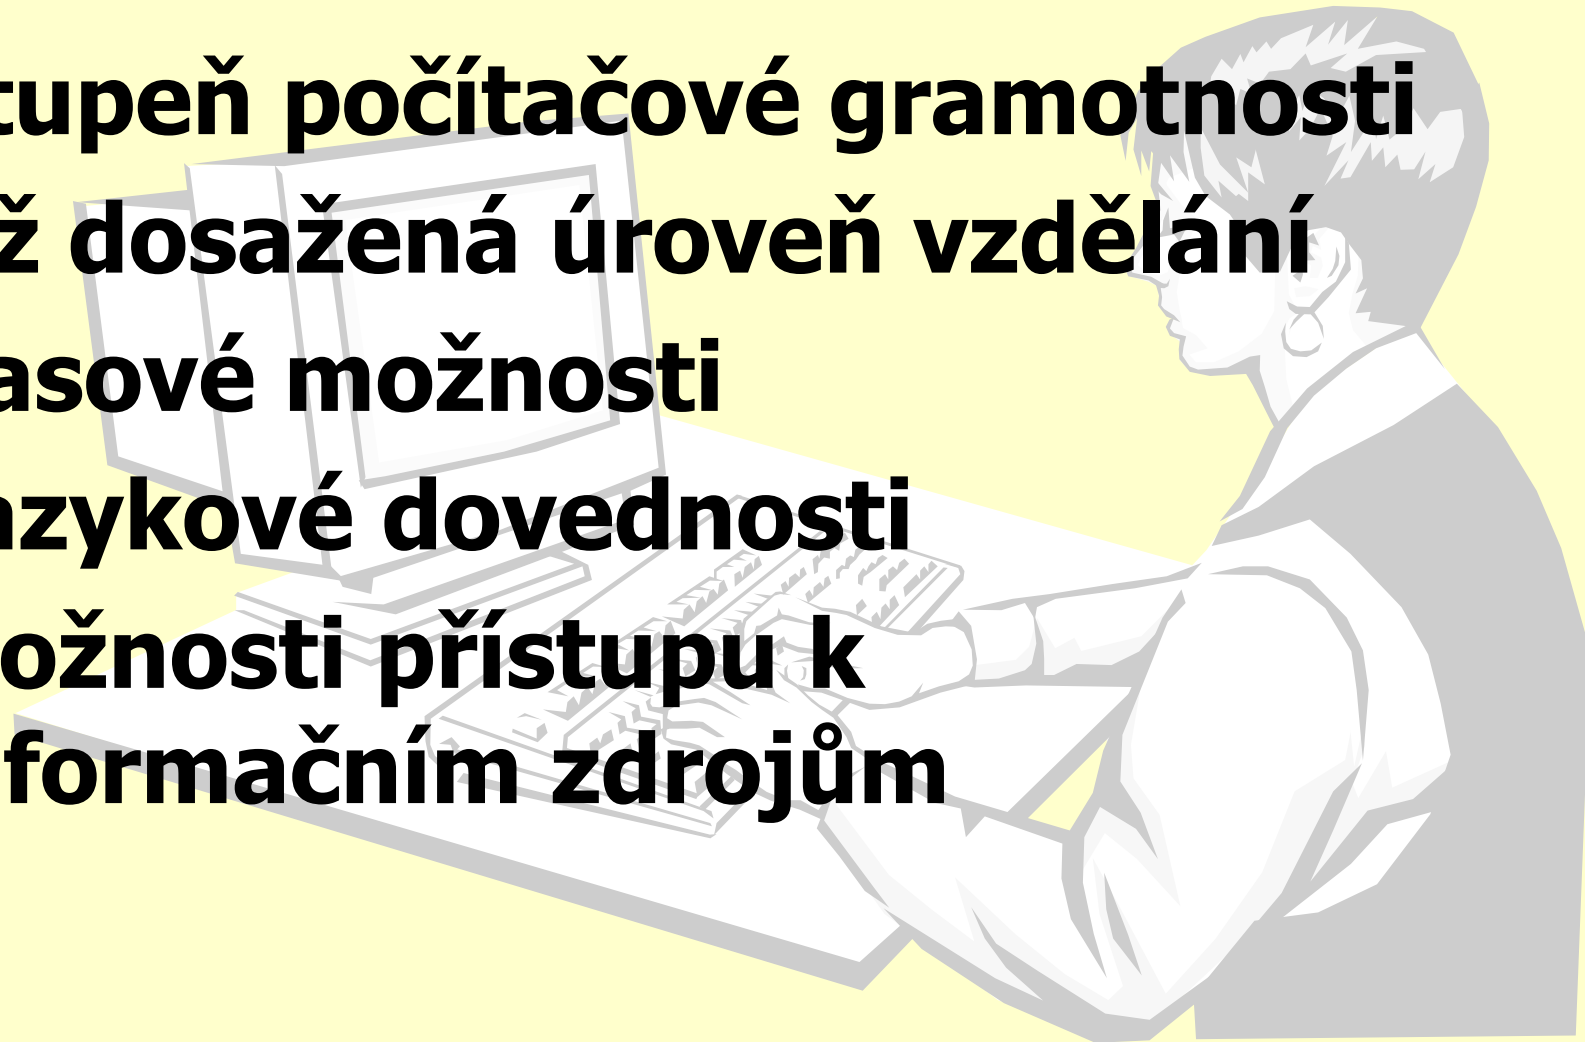 tupeň počítačové gramotnosti
ž dosažená úroveň vzdělání
asové možnosti
azykové dovednosti
ožnosti přístupu k
formačním zdrojům